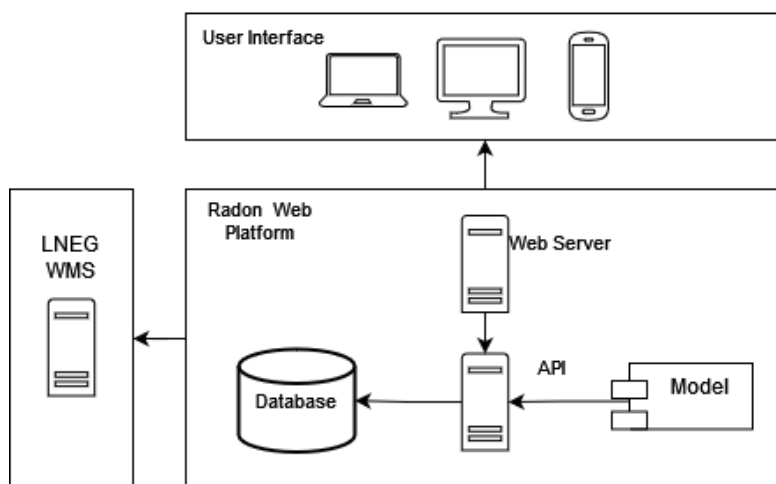 User Interface
Radon Web
Platform
Web Server
LNEG
WMS
API
Model
Database